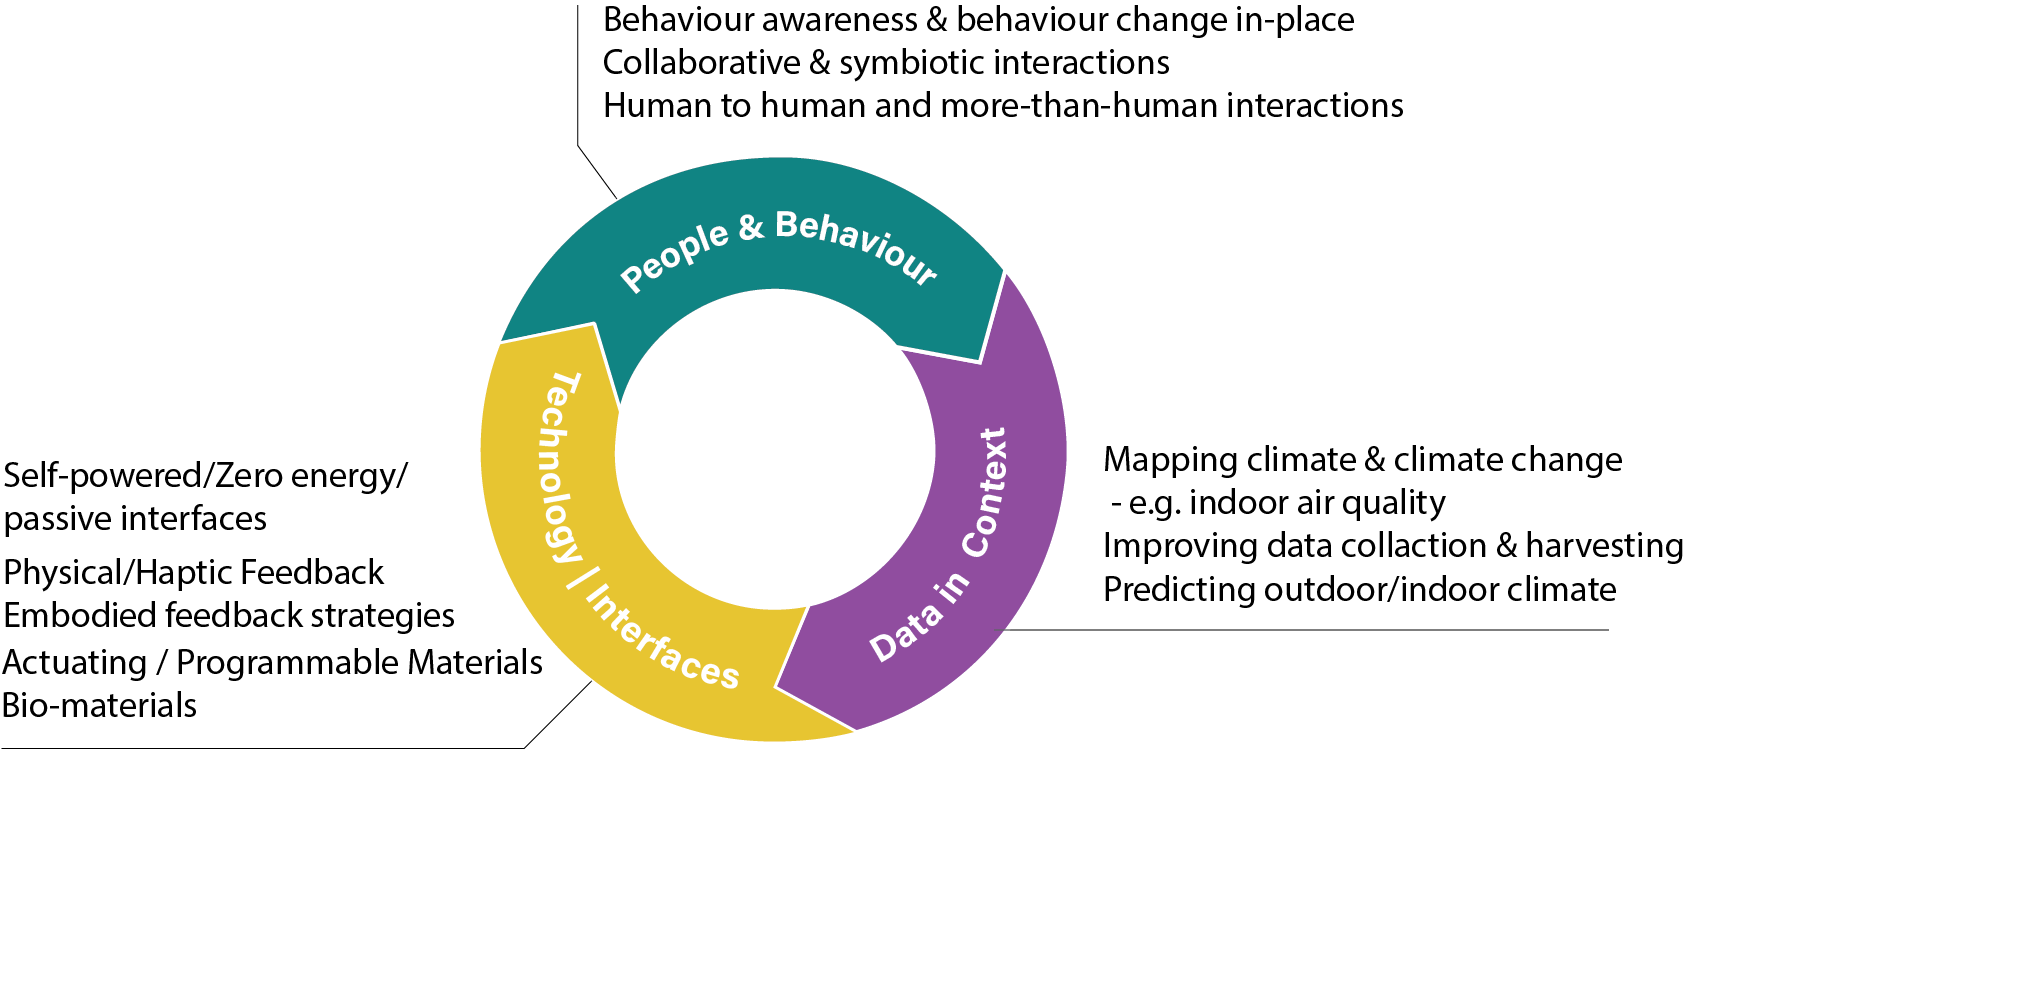 Behaviour awareness & behaviour change in-place
Collaborative & symbiotic interactions
Human to human and more-than-human interactions
People & Behaviour
Data in Context
Mapping climate & climate change
- e.g. indoor air quality
Improving data collaction & harvesting
Predicting outdoor/indoor climate
Technology | Interfaces
Self-powered/Zero energy/
passive interfaces
Physical/Haptic Feedback
Embodied feedback strategies
Actuating / Programmable Materials
Bio-materials